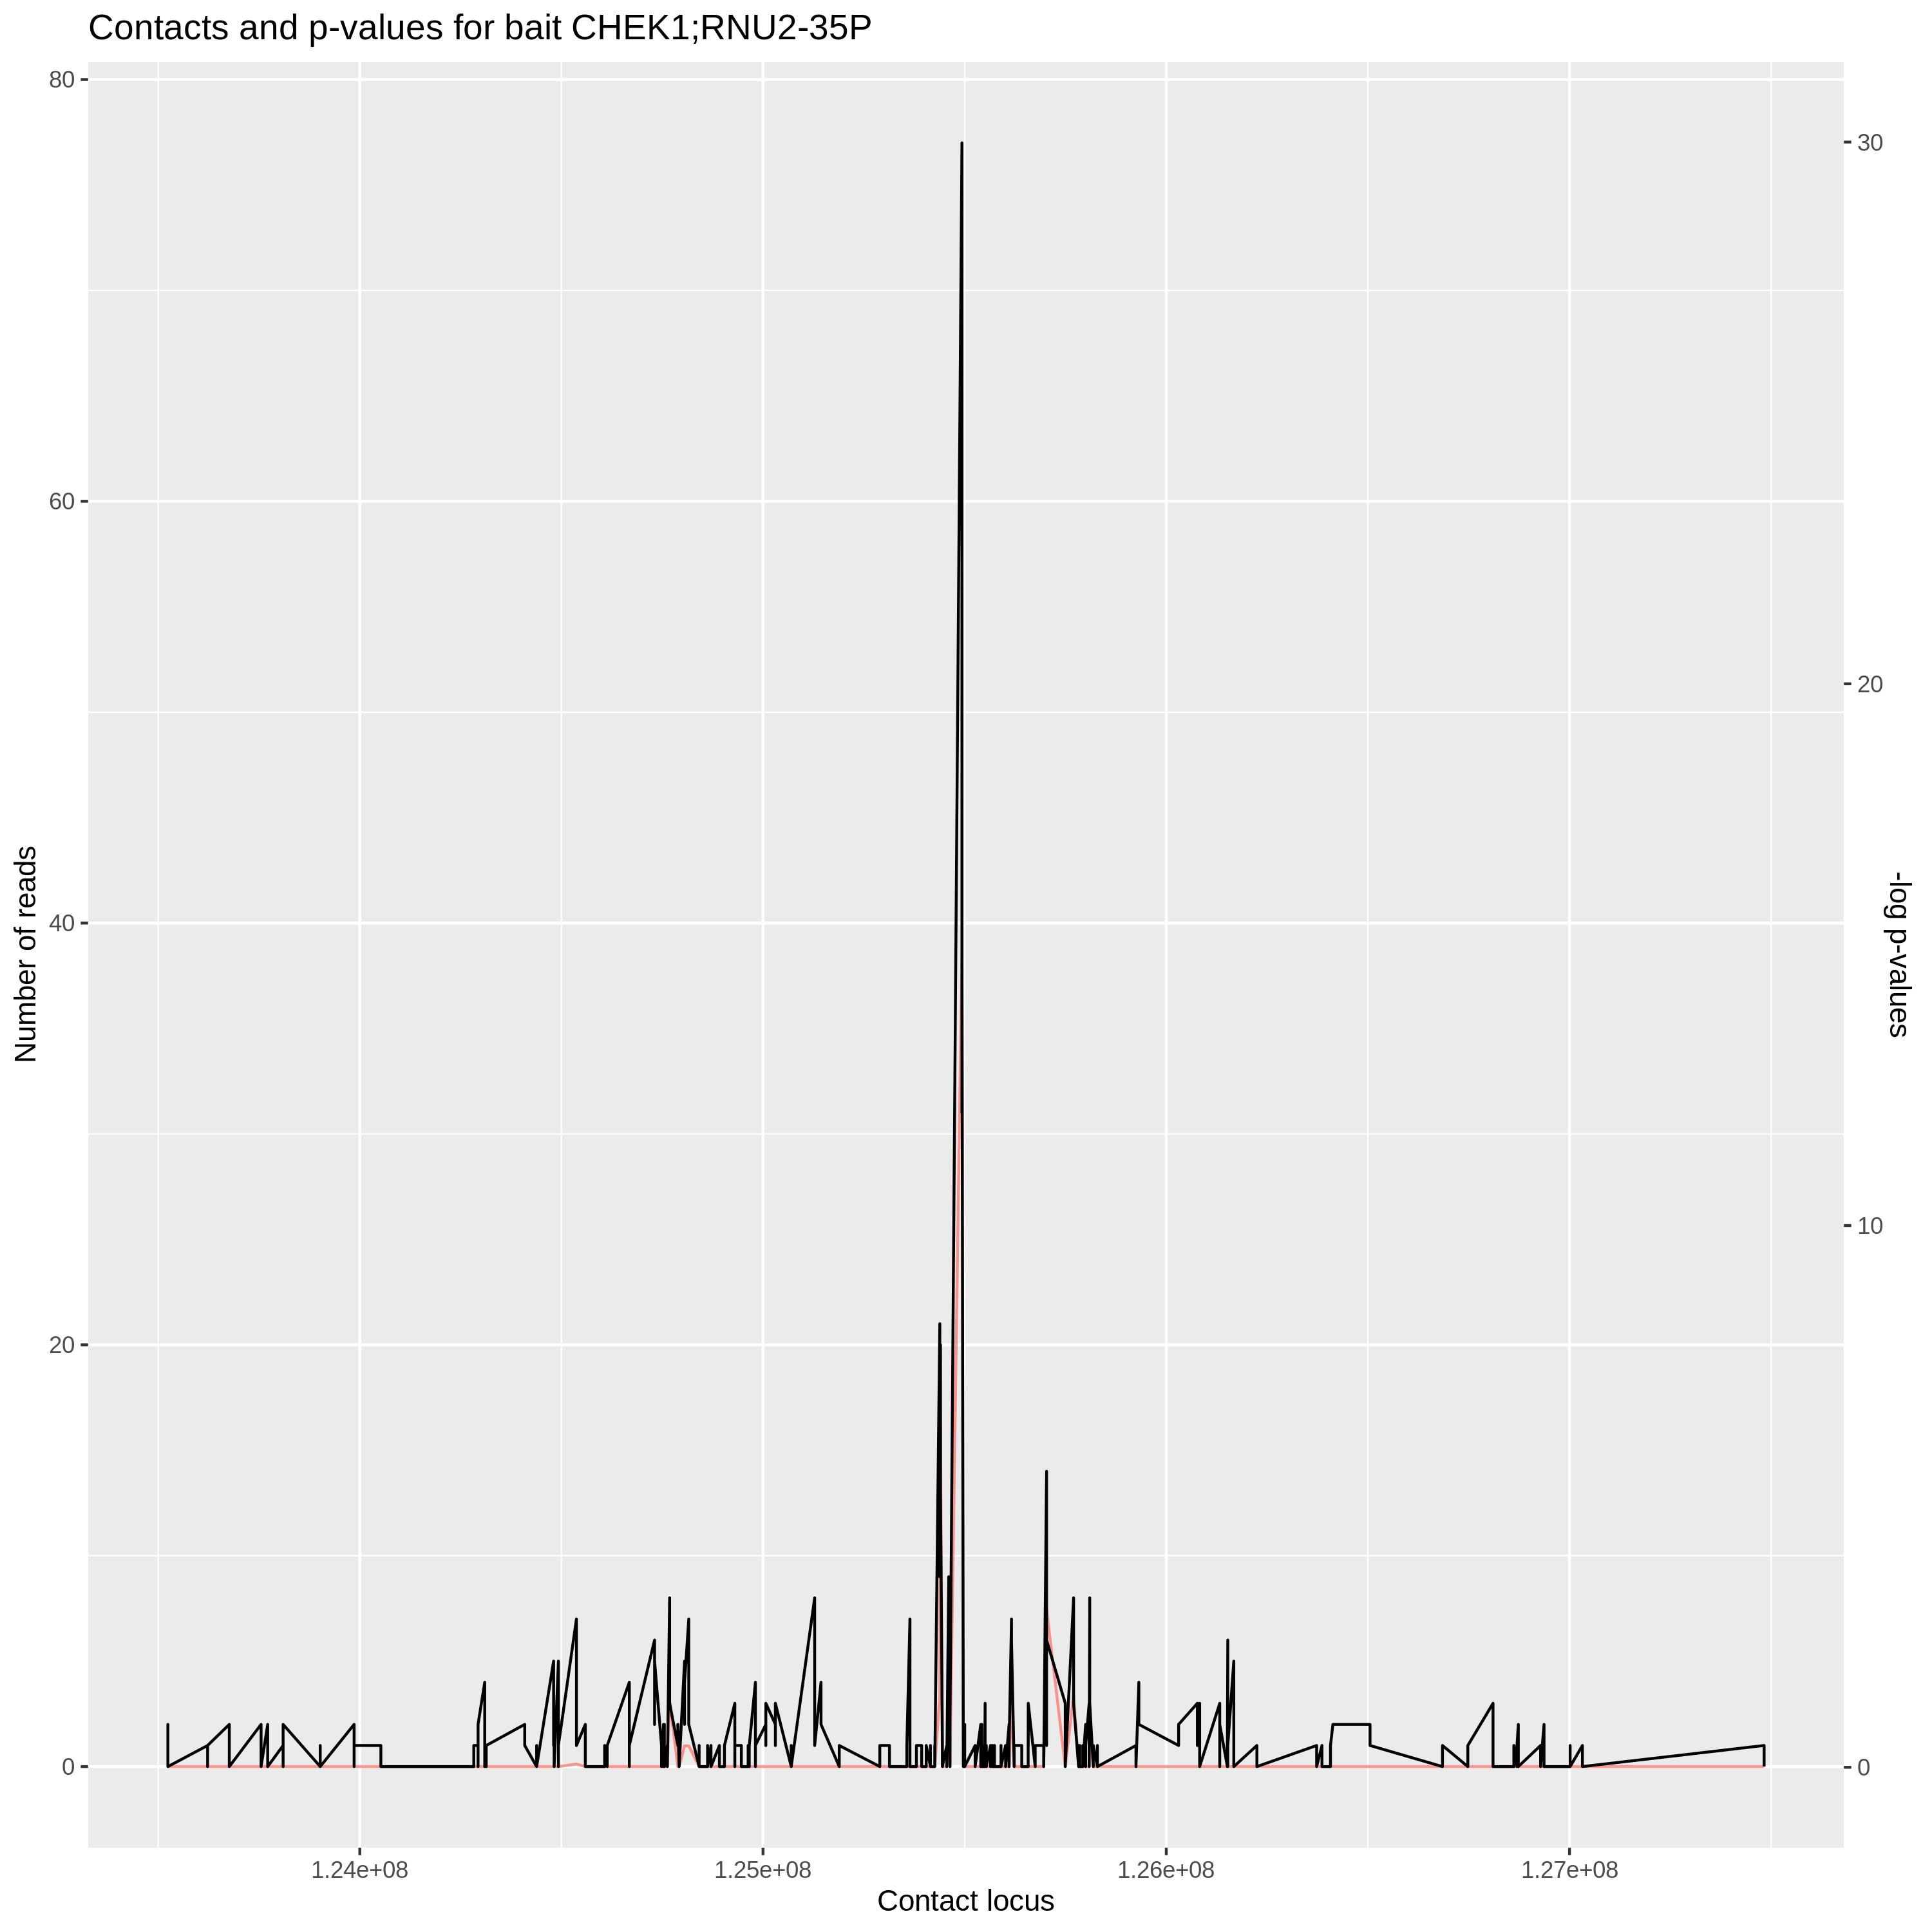 Contacts and p-values for bait CHEK1;RNU2-35P
80
60
40
20
0
Number of reads
30
20
10
0
-log p-values
1.24e+08 1.25e+08 1.26e+08 1.27e+08
Contact locus